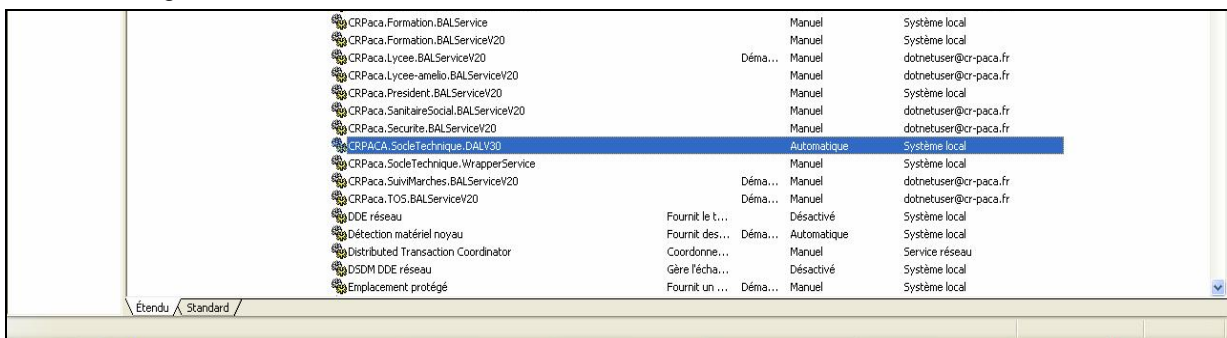 CRPaca.Formation.BALService Manuel Système local
CRPaca.Formation.BALServiceV20 Manuel Système local
CRPaca.Lycee.BALServiceV20 Déma... Manuel dotnetuser@cr-paca.fr
CRPaca.Lycee-amelio.BALServiceV20 Manuel dotnetuser@cr-paca.fr
CRPaca.President.BALServiceV20 Manuel Système local
CRPaca.SanitaireSocial.BALServiceV20 Manuel dotnetuser@cr-paca.fr
CRPaca.Securite.BALServiceV20 Manuel dotnetuser@cr-paca.fr
CRPACA.SocleTechnique.DALV30 Automatique Système local
CRPaca.SocleTechnique.WrapperService Manuel Système local
CRPaca.SuiviMarches.BALServiceV20 Déma... Manuel dotnetuser@cr-paca.fr
CRPaca.TOS.BALServiceV20 Déma... Manuel dotnetuser@cr-paca.fr
DDE réseau Fournit le t... Désactivé Système local
Détection matériel noyau Fournit des... Déma... Automatique Système local
Distributed Transaction Coordinator Coordonne... Manuel Service réseau
DSDM DDE réseau Gère l'écha... Désactivé Système local
Emplacement protégé Fournit un ... Déma... Manuel Système local
Étendu Standard